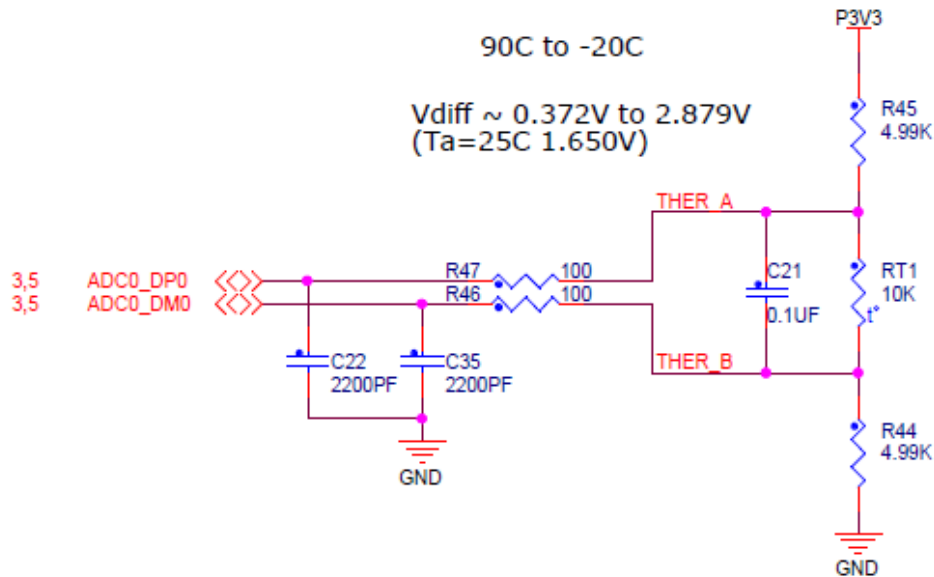 P3V3
90C to -20C
R45
4.99K
Vdiff ~ 0.372V to 2.879V
(Ta=25C 1.650V)
THER_A
3,5 ADC0_DP0 R47 100 C21 RT1
3,5 ADC0_DM0 R46 100 10K
0.1UF t°
C22 C35 THER_B
2200PF 2200PF
R44
4.99K
GND
GND